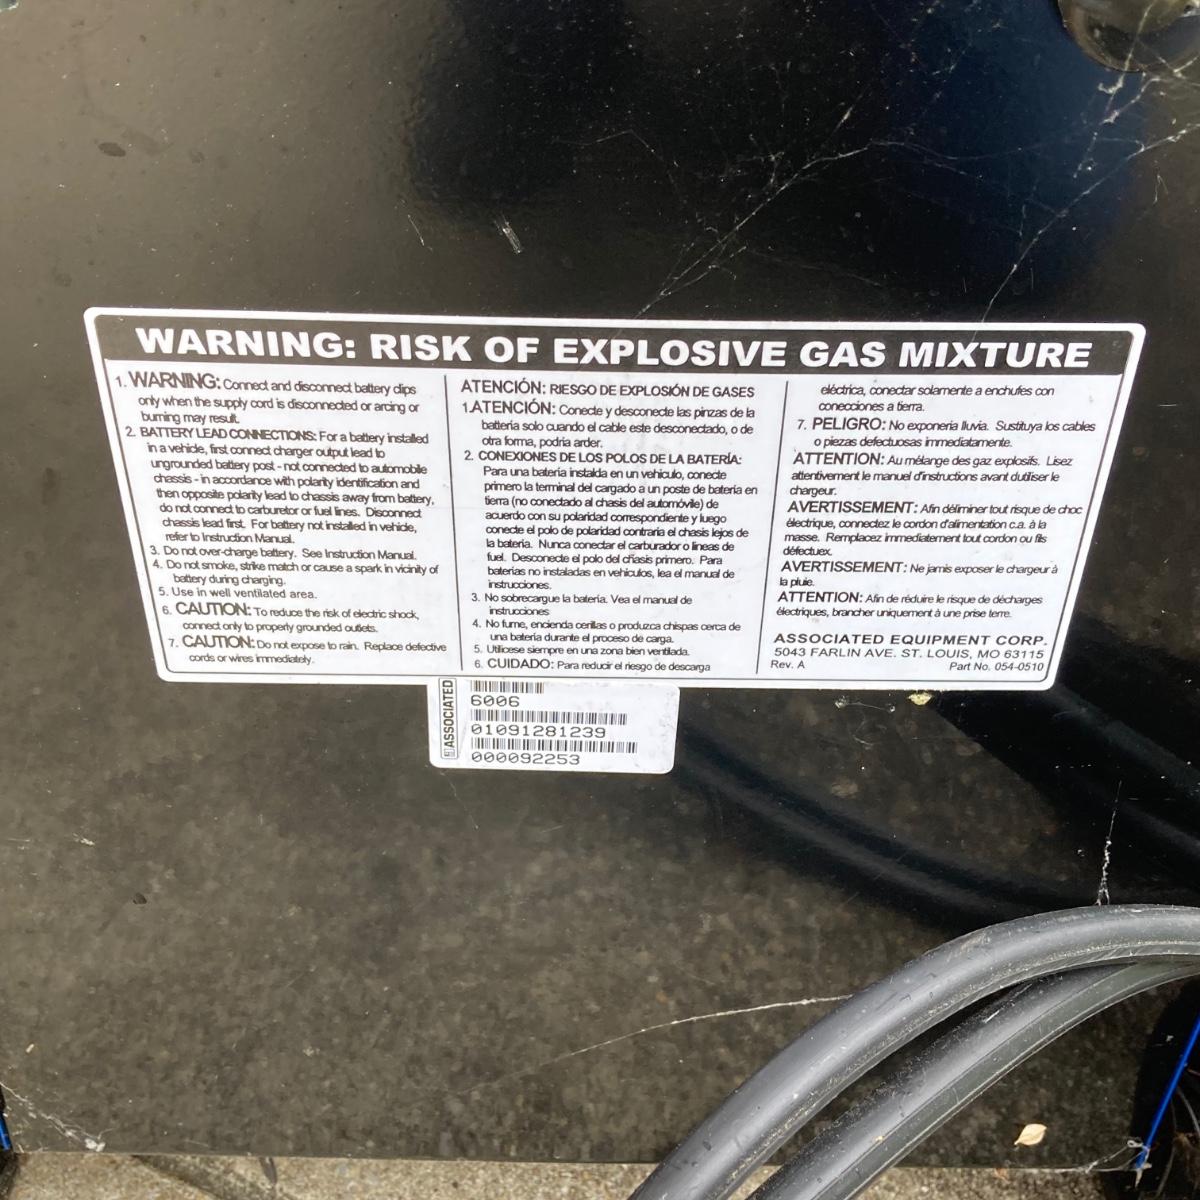 WARNING: RISK OF EXPLOSIVE GAS MIXTURE
1. WARNING: Connect and disconnect battery clips
only when the supply cord is disconnected or arcing or
burning may result.
2. BATTERY LEAD CONNECTIONS: For a battery installed
in a vehicle, first connect charger output lead to
ungrounded battery post - not connected to automobile
chassis - in accordance with polarity identification and
then opposite polarity lead to chassis away from battery,
do not connect to carburetor or fuel lines. Disconnect
chassis lead first. For battery not installed in vehicle,
refer to Instruction Manual.
3. Do not over-charge battery. See Instruction Manual.
4. Do not smoke, strike match or cause a spark in vicinity of
battery during charging.
5. Use in well ventilated area.
6. CAUTION: To reduce the risk of electric shock,
connect only to properly grounded outlets.
7. CAUTION: Do not expose to rain. Replace defective
cords or wires immediately.
ATENCIÓN: RIESGO DE EXPLOSIÓN DE GASES
1.ATENCIÓN: Conecte y desconecte las pinzas de la
batería solo cuando el cable este desconectado, o de
otra forma, podria arder.
2. CONEXIONES DE LOS POLOS DE LA BATERÍA:
Para una batería instalda en un vehiculo, conecte
primero la terminal del cargado a un poste de batería en
tierra (no conectado al chasis del automóvile) de
acuerdo con su polaridad correspondiente y luego
conecte el polo de polaridad contraria el chasis lejos de
la batería. Nunca conectar el carburador o lineas de
fuel. Desconecte el polo del chasis primero. Para
baterías no instaladas en vehiculos, lea el manual de
instrucciones.
3. No sobrecargue la batería. Vea el manual de
instrucciones
4. No fume, encienda cerillas o produzca chispas cerca de
una batería durante el proceso de carga.
5. Utilicese siempre en una zona bien ventilada.
6. CUIDADO: Para reducir el riesgo de descarga
eléctrica, conectar solamente a enchufes con
conecciones a tierra.
7. PELIGRO: No exponeria lluvia. Sustituya los cables
o piezas defectuosas immediatamente.
ATTENTION: Au mélange des gaz explosifs. Lisez
attentivement le manuel d'instructions avant d'utiliser le
chargeur.
AVERTISSEMENT: Afin déliminer tout risque de choc
électrique, connectez le cordon d'alimentation c.a. à la
masse. Remplacez immediatement tout cordon ou fils
défectuex.
AVERTISSEMENT: Ne jamis exposer le chargeur à
la pluie.
ATTENTION: Afin de réduire le risque de décharges
électriques, brancher uniquement à une prise terre.
ASSOCIATED EQUIPMENT CORP.
5043 FARLIN AVE. ST. LOUIS, MO 63115
Rev. A Part No. 054-0510
ASSOCIATED
6006
01091281239
000092253